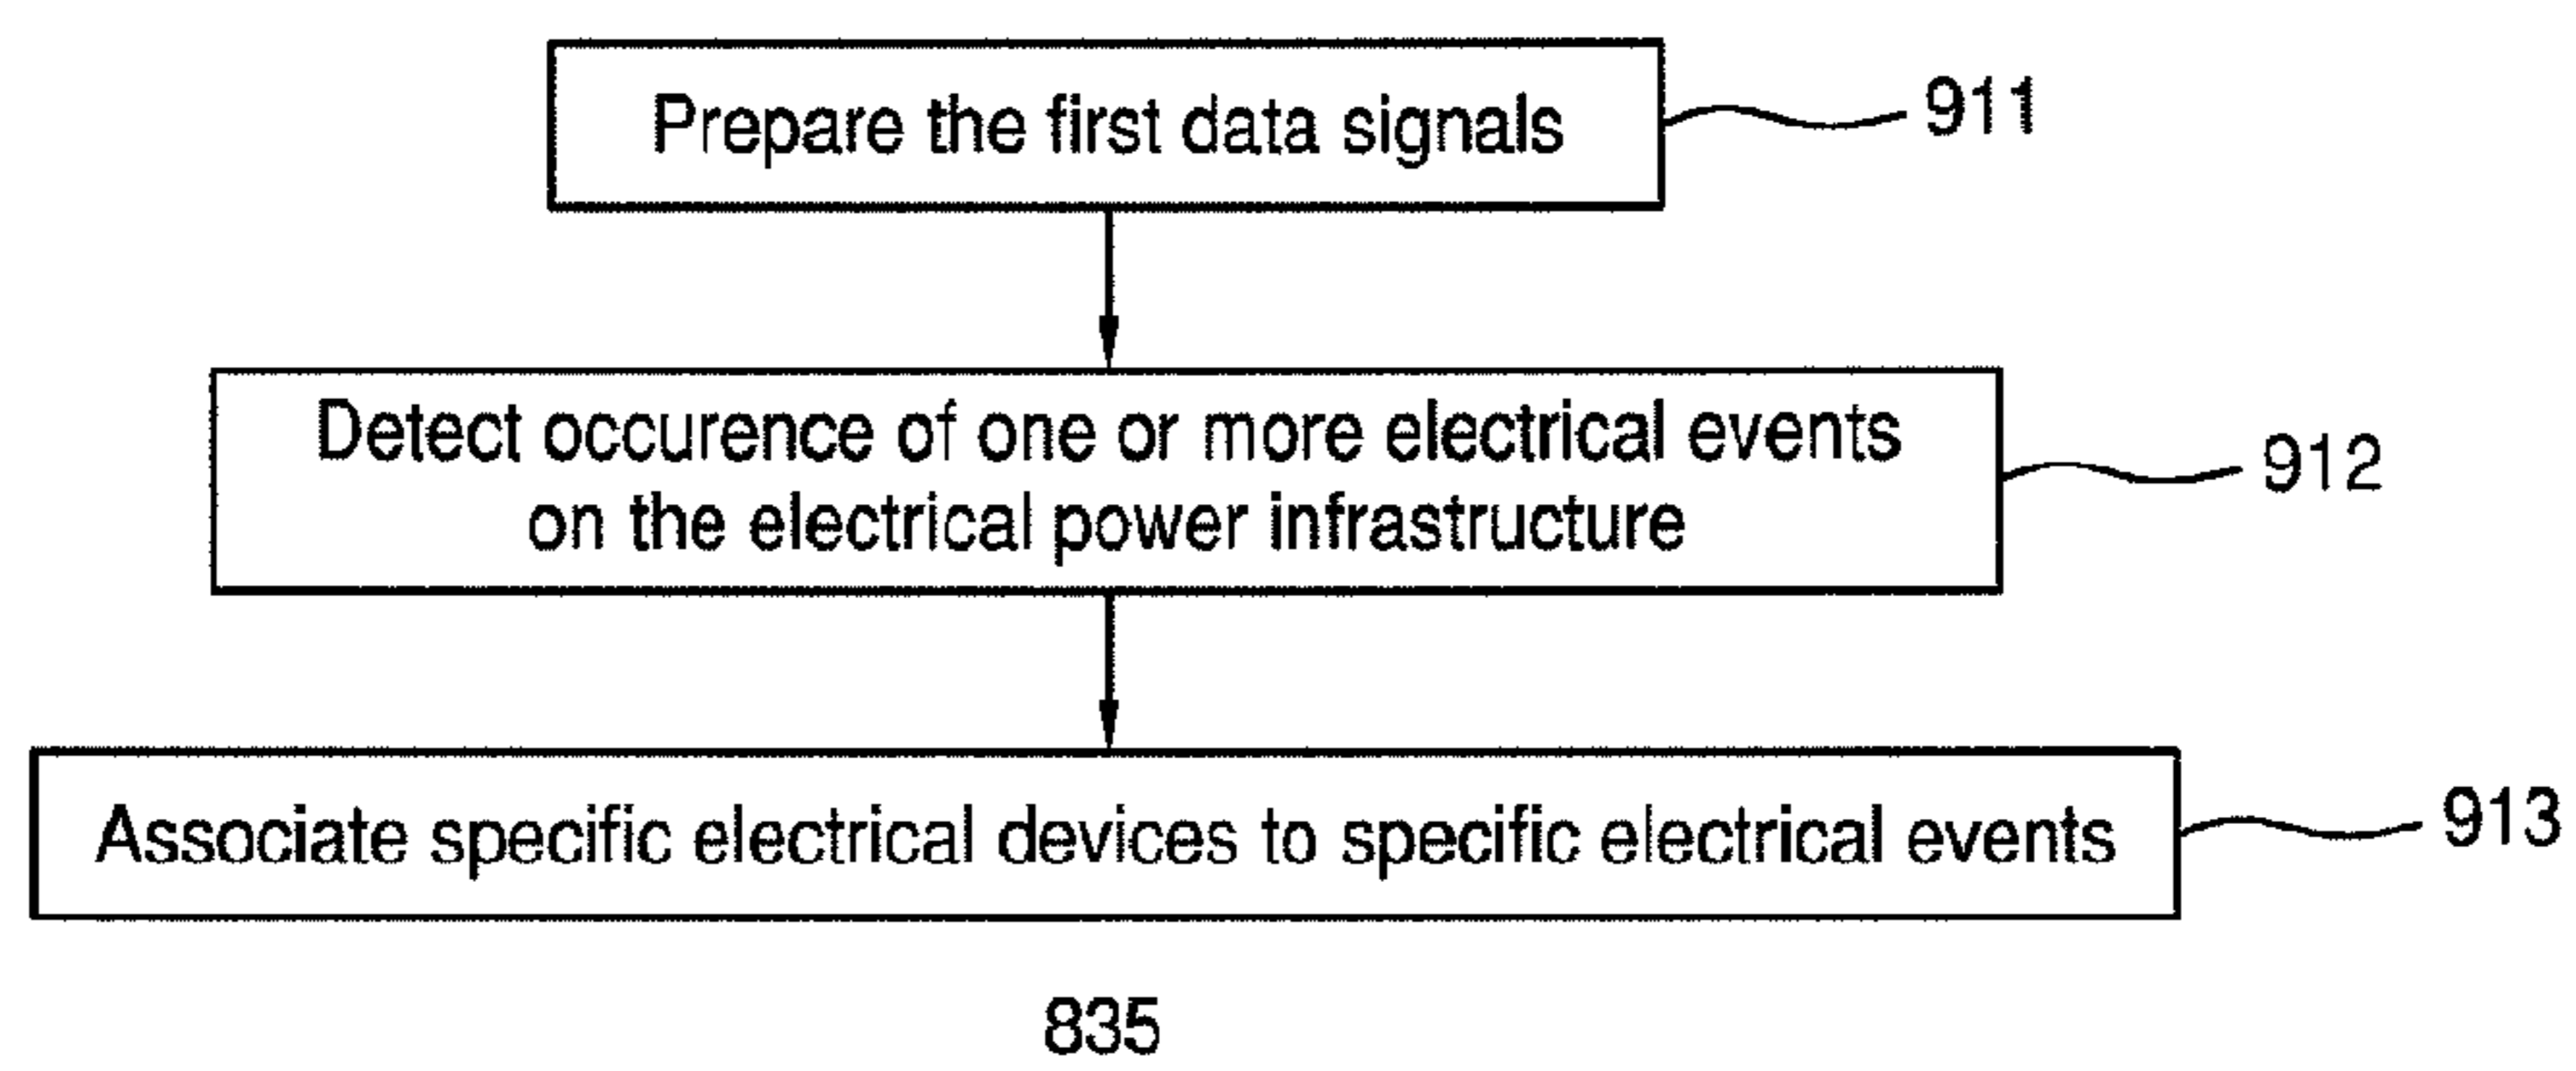 Prepare the first data signals
911
Detect occurence of one or more electrical events
on the electrical power infrastructure
912
Associate specific electrical devices to specific electrical events
913
835